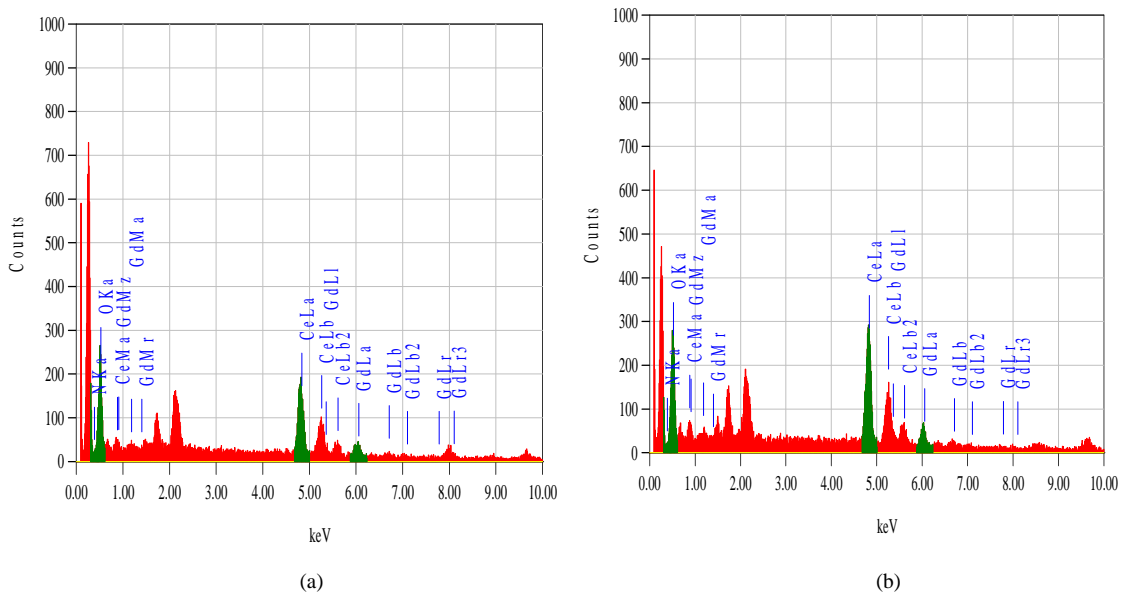 1000
900
800
700
600
500
400
300
200
100
0
Counts
NKa
OKa
CeMa GdMz GdMa
GdMr
CeLa
CeLb GdLl
CeLb2
GdLa
GdLb
GdLb2
GdLr
GdLr3
0.00 1.00 2.00 3.00 4.00 5.00 6.00 7.00 8.00 9.00 10.00
keV
(a)
1000
900
800
700
600
500
400
300
200
100
0
Counts
NKa
OKa
CeMa GdMz GdMa
GdMr
CeLa
CeLb GdLl
CeLb2
GdLa
GdLb
GdLb2
GdLr
GdLr3
0.00 1.00 2.00 3.00 4.00 5.00 6.00 7.00 8.00 9.00 10.00
keV
(b)